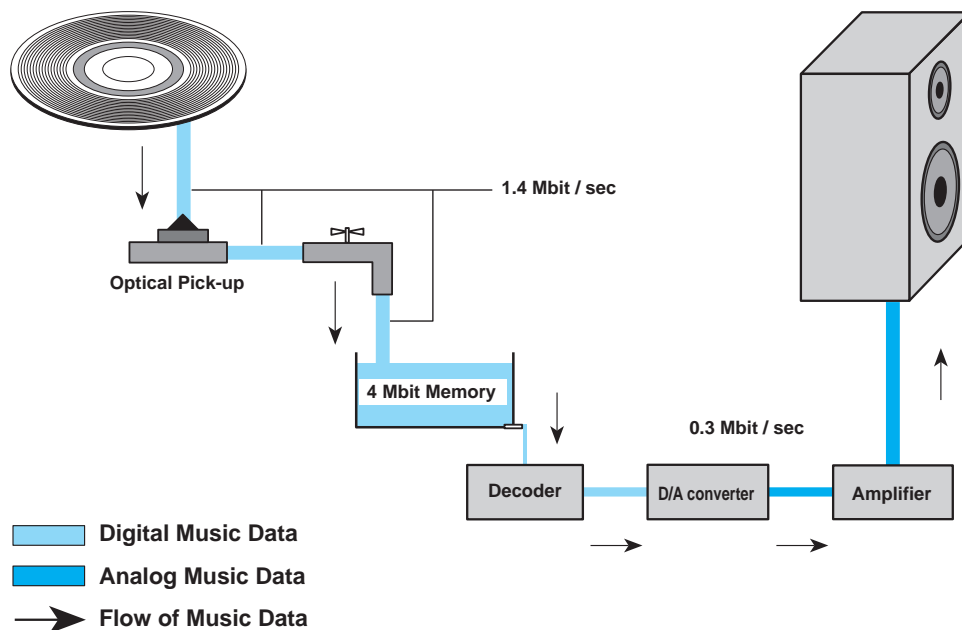 1.4 Mbit / sec
Optical Pick-up
4 Mbit Memory
0.3 Mbit / sec
Decoder
D/A converter
Amplifier
Digital Music Data
Analog Music Data
Flow of Music Data